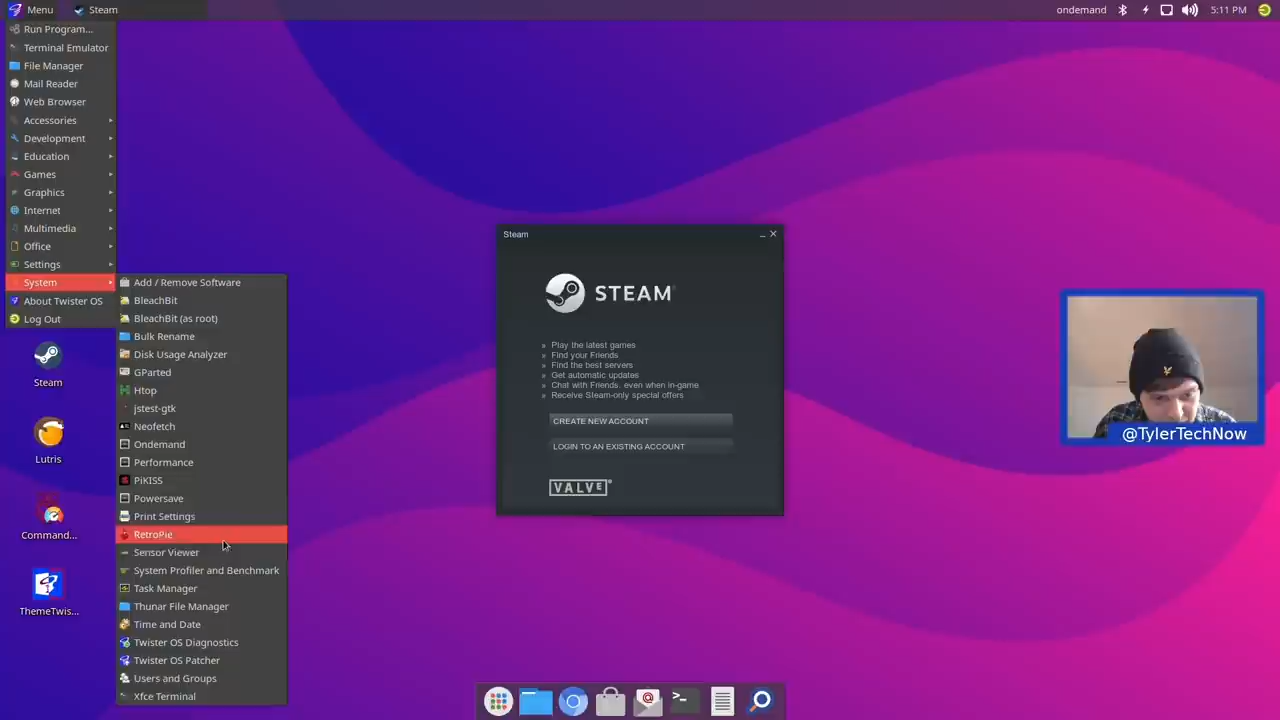 Menu
Steam
ondemand
5:11 PM
Run Program...
Terminal Emulator
File Manager
Mail Reader
Web Browser
Accessories
Development
Education
Games
Graphics
Internet
Multimedia
Office
Settings
System
About Twister OS
Log Out
Add / Remove Software
BleachBit
BleachBit (as root)
Bulk Rename
Disk Usage Analyzer
GParted
Htop
jstest-gtk
Neofetch
Ondemand
Performance
PiKISS
Powersave
Print Settings
RetroPie
Sensor Viewer
System Profiler and Benchmark
Task Manager
Thunar File Manager
Time and Date
Twister OS Diagnostics
Twister OS Patcher
Users and Groups
Xfce Terminal
Steam
Lutris
Command...
ThemeTwis...
Steam
STEAM
» Play the latest games
» Find your Friends
» Find the best servers
» Get automatic updates
» Chat with Friends, even when in-game
» Receive Steam-only special offers
CREATE NEW ACCOUNT
LOGIN TO AN EXISTING ACCOUNT
VALVE
@TylerTechNow